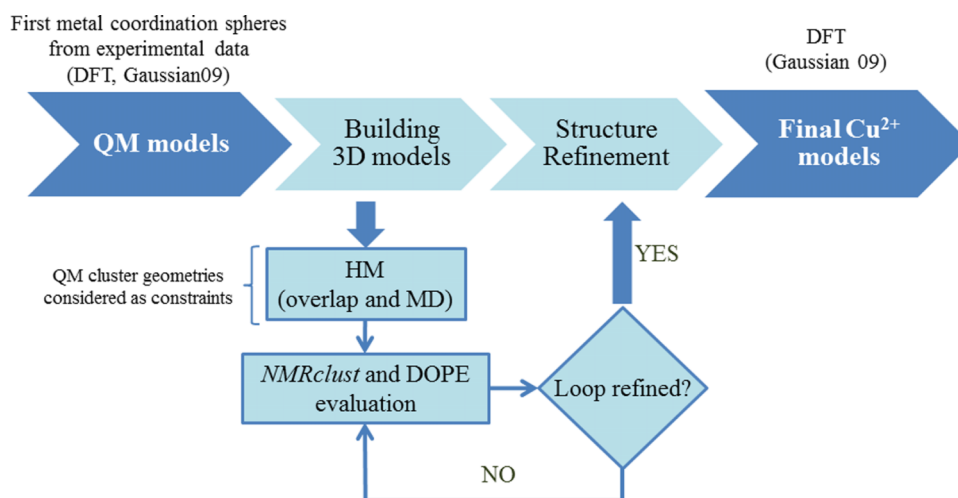 First metal coordination spheres
from experimental data
(DFT, Gaussian09)
DFT
(Gaussian 09)
QM models
Building
3D models
Structure
Refinement
Final Cu²⁺
models
QM cluster geometries
considered as constraints
HM
(overlap and MD)
YES
NMRclust and DOPE
evaluation
Loop refined?
NO